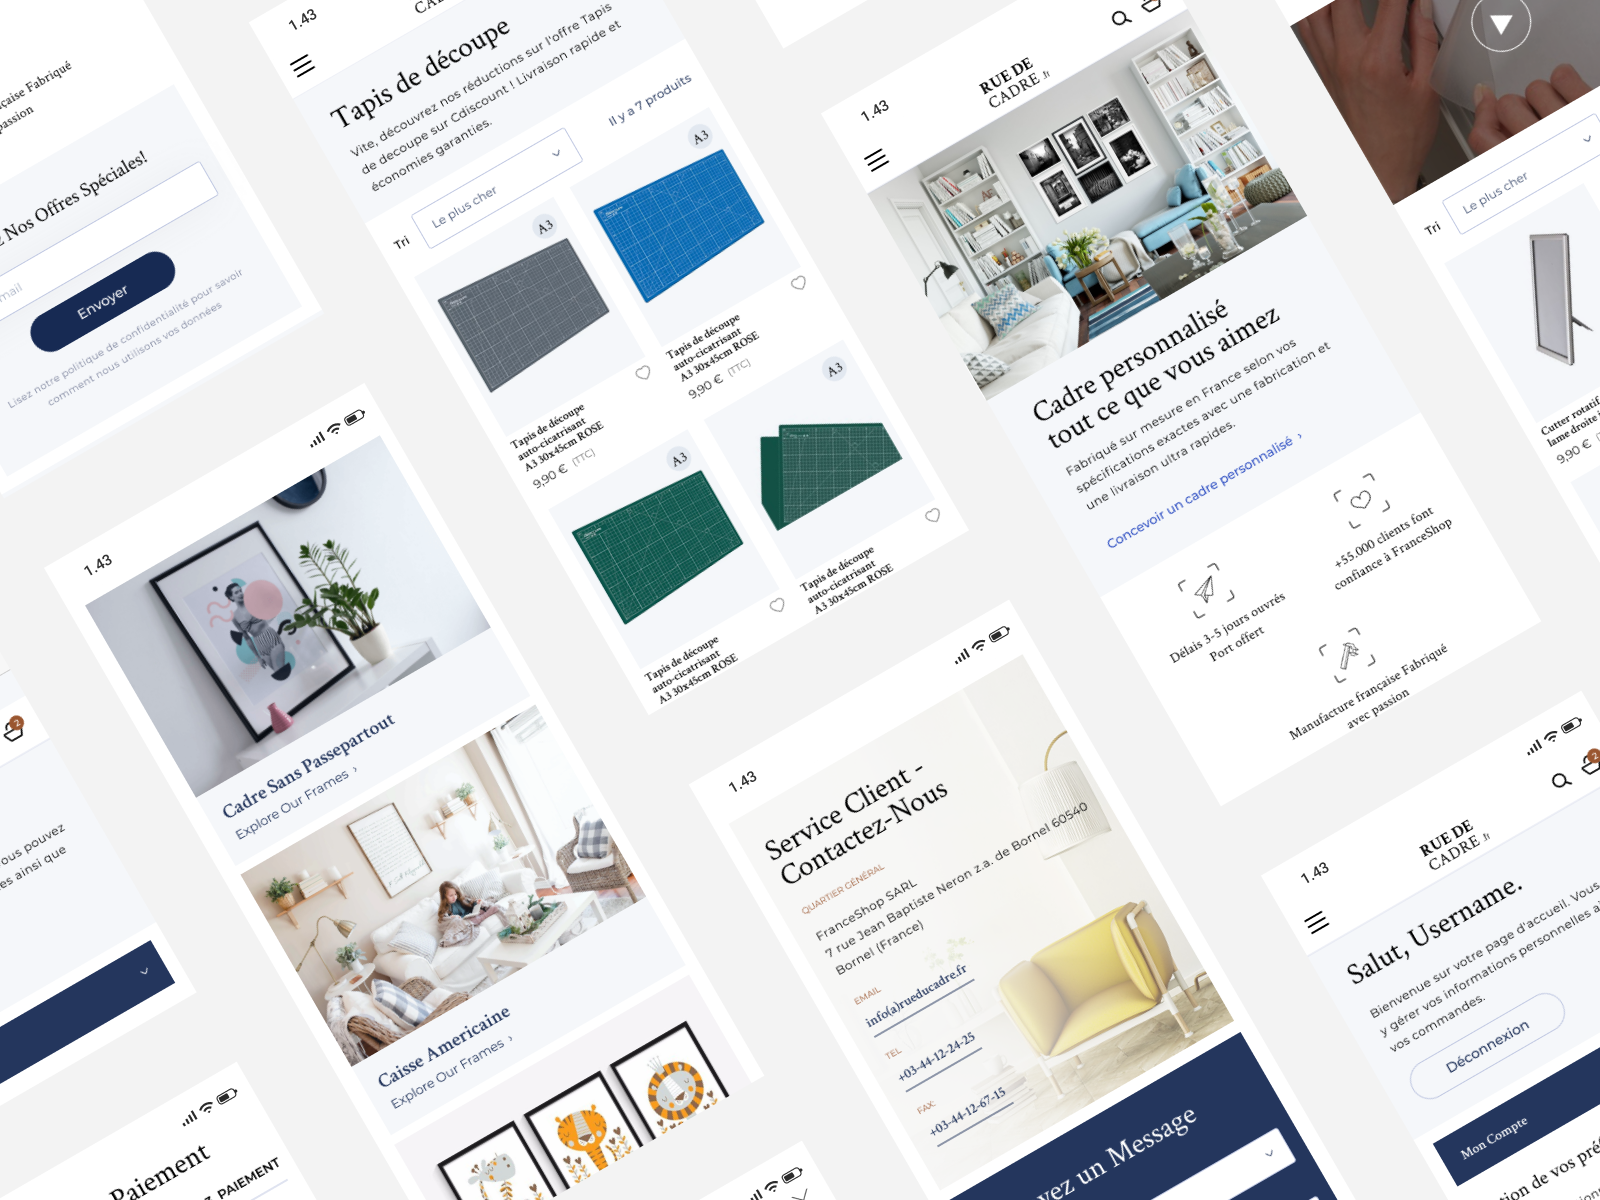 çaise Fabriqué
passion
Nos Offres Spéciales!
mail
Envoyer
Lisez notre politique de confidentialité pour savoir
comment nous utilisons vos données
1.43
Tapis de découpe
Vite, découvrez nos réductions sur l'offre Tapis
de decoupe sur Cdiscount ! Livraison rapide et
économies garanties.
Il y a 7 produits
Tri
Le plus cher
A3
A3
Tapis de découpe
auto-cicatrisant
A3 30x45cm ROSE
9,90 € (TTC)
Tapis de découpe
auto-cicatrisant
A3 30x45cm ROSE
9,90 € (TTC)
A3
A3
Tapis de découpe
auto-cicatrisant
A3 30x45cm ROSE
Tapis de découpe
auto-cicatrisant
A3 30x45cm ROSE
1.43
RUE DE
CADRE .fr
Cadre personnalisé
tout ce que vous aimez
Fabriqué sur mesure en France selon vos
spécifications exactes avec une fabrication et
une livraison ultra rapides.
Concevoir un cadre personalisé ›
+55.000 clients font
confiance à FranceShop
Délais 3-5 jours ouvrés
Port offert
Manufacture française Fabriqué
avec passion
Tri
Le plus cher
Cutter rotatif
lame droite
9,90 €
2
ous pouvez
es ainsi que
1.43
Cadre Sans Passepartout
Explore Our Frames ›
Caisse Americaine
Explore Our Frames ›
1.43
Service Client -
Contactez-Nous
QUARTIER GÉNÉRAL
FranceShop SARL
7 rue Jean Baptiste Neron z.a. de Bornel 60540
Bornel (France)
EMAIL
info(a)rueducadre.fr
TEL
+03-44-12-24-25
FAX:
+03-44-12-67-15
vez un Message
2
1.43
RUE DE
CADRE .fr
Salut, Username.
Bienvenue sur votre page d'accueil. Vous
y gérer vos informations personnelles
vos commandes.
Déconnexion
Mon Compte
tion de vos
Paiement
PAIEMENT